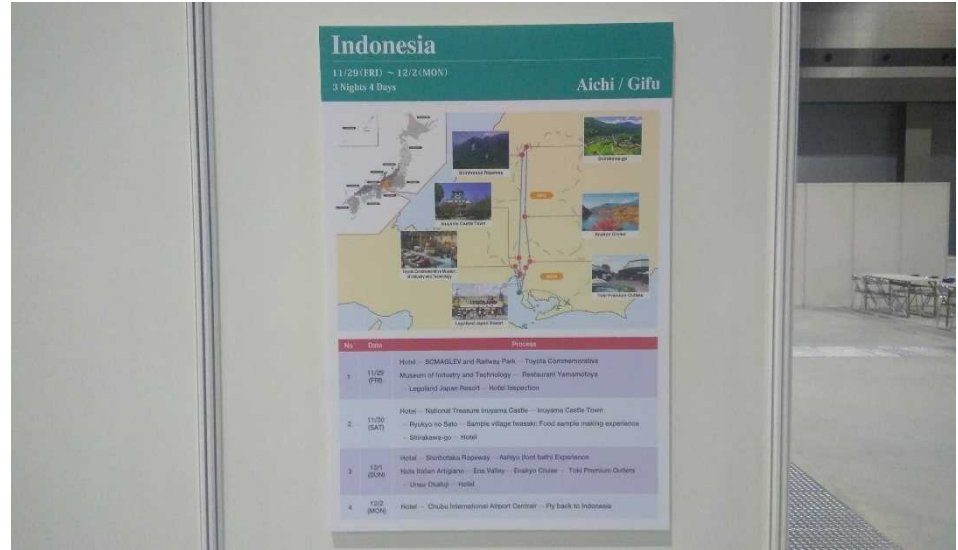 Indonesia
11/29(FRI) ~ 12/2(MON)
3 Nights 4 Days
Aichi / Gifu
Shinhotaka Ropeway
Shirakawa-go
Inuyama Castle Town
Enakyo Cruise
Toyota Commemorative Museum
of Industry and Technology
Toki Premium Outlets
Legoland Japan Resort
No. Date Process
1 11/29 (FRI)
Hotel — SCMAGLEV and Railway Park — Toyota Commemorative
Museum of Industry and Technology — Restaurant Yamamotoya
— Legoland Japan Resort — Hotel Inspection
2 11/30 (SAT)
Hotel — National Treasure Inuyama Castle — Inuyama Castle Town
— Ryukyo no Sato — Sample village Iwasaki: Food sample making experience
— Shirakawa-go — Hotel
3 12/1 (SUN)
Hotel — Shinhotaka Ropeway — Ashiyu (foot bath) Experience
Hida Italian Artigiano — Ena Valley — Enakyo Cruise — Toki Premium Outlets
— Hotel
4 12/2 (MON)
Hotel — Chubu International Airport Centrair — Fly back to Indonesia